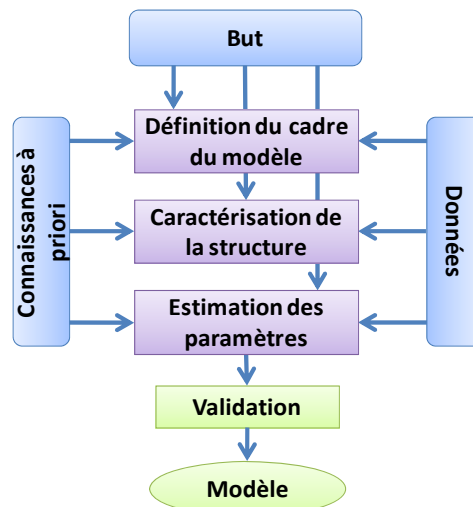 But
Définition du cadre
du modèle
Connaissances à
priori
Données
Caractérisation de
la structure
Estimation des
paramètres
Validation
Modèle